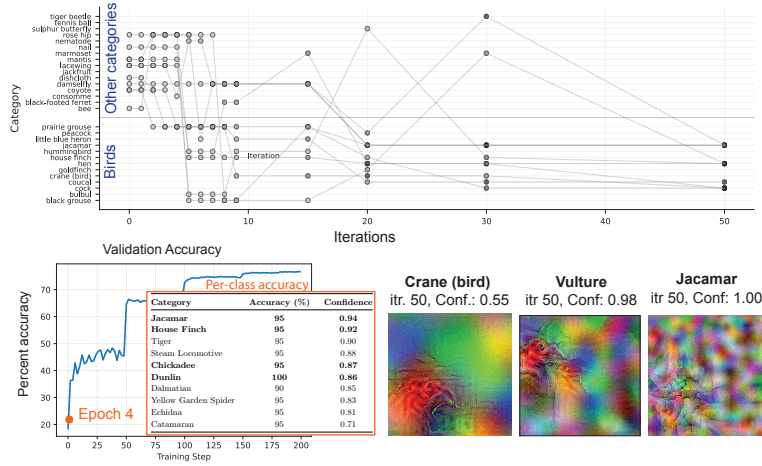 tiger beetle
tennis ball
sulphur butterfly
rose hip
nematode
nail
marmoset
mantis
lacewing
jackfruit
dishcloth
damselfly
coyote
consomme
black-footed ferret
bee
prairie grouse
peacock
jacamar
little blue heron
hummingbird
house finch
hen
goldfinch
crane (bird)
coucal
cock
bulbul
black grouse
Category
Other categories
Birds
Iteration
0 10 20 30 40 50
Iterations
Validation Accuracy
Percent accuracy
70
60
50
40
30
20
Epoch 4
0 25 50 75 100 125 150 175 200
Training Step
Per-class accuracy
Category Accuracy (%) Confidence
Jacamar 95 0.94
House Finch 95 0.92
Tiger 95 0.90
Steam Locomotive 95 0.88
Chickadee 95 0.87
Dunlin 100 0.86
Dalmatian 90 0.85
Yellow Garden Spider 95 0.83
Echidna 95 0.81
Catamaran 95 0.71
Crane (bird)
itr. 50, Conf.: 0.55
Vulture
itr 50, Conf: 0.98
Jacamar
itr 50, Conf: 1.00